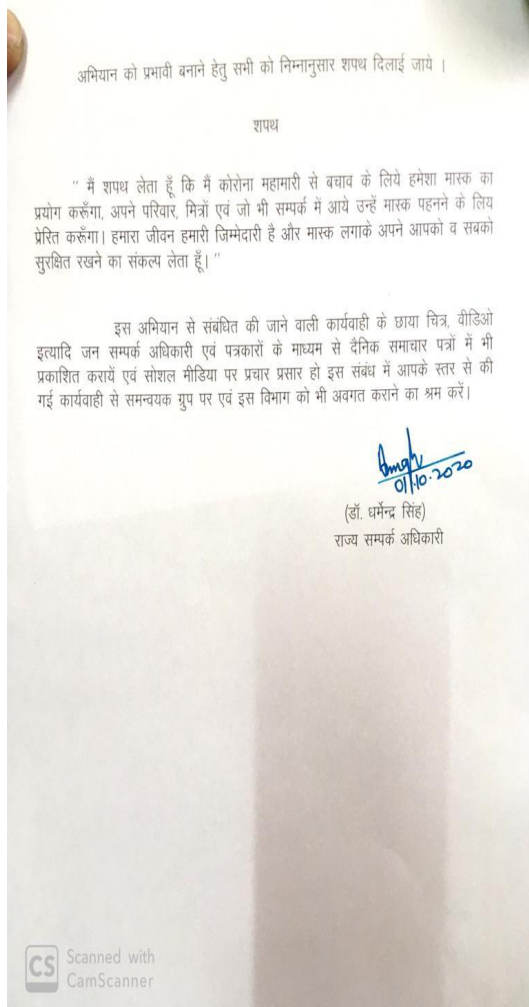 अभियान को प्रभावी बनाने हेतु सभी को निम्नानुसार शपथ दिलाई जाये ।
शपथ
" मैं शपथ लेता हूँ कि मैं कोरोना महामारी से बचाव के लिये हमेशा मास्क का
प्रयोग करूँगा, अपने परिवार, मित्रों एवं जो भी सम्पर्क में आये उन्हें मास्क पहनने के लिय
प्रेरित करूँगा। हमारा जीवन हमारी जिम्मेदारी है और मास्क लगाके अपने आपको व सबको
सुरक्षित रखने का संकल्प लेता हूँ। "
इस अभियान से संबंधित की जाने वाली कार्यवाही के छाया चित्र, वीडिओ
इत्यादि जन सम्पर्क अधिकारी एवं पत्रकारों के माध्यम से दैनिक समाचार पत्रों में भी
प्रकाशित करायें एवं सोशल मीडिया पर प्रचार प्रसार हो इस संबंध में आपके स्तर से की
गई कार्यवाही से समन्वयक ग्रुप पर एवं इस विभाग को भी अवगत कराने का श्रम करें।
01.10.2020
(डॉ. धर्मेन्द्र सिंह)
राज्य सम्पर्क अधिकारी
CS Scanned with
CamScanner